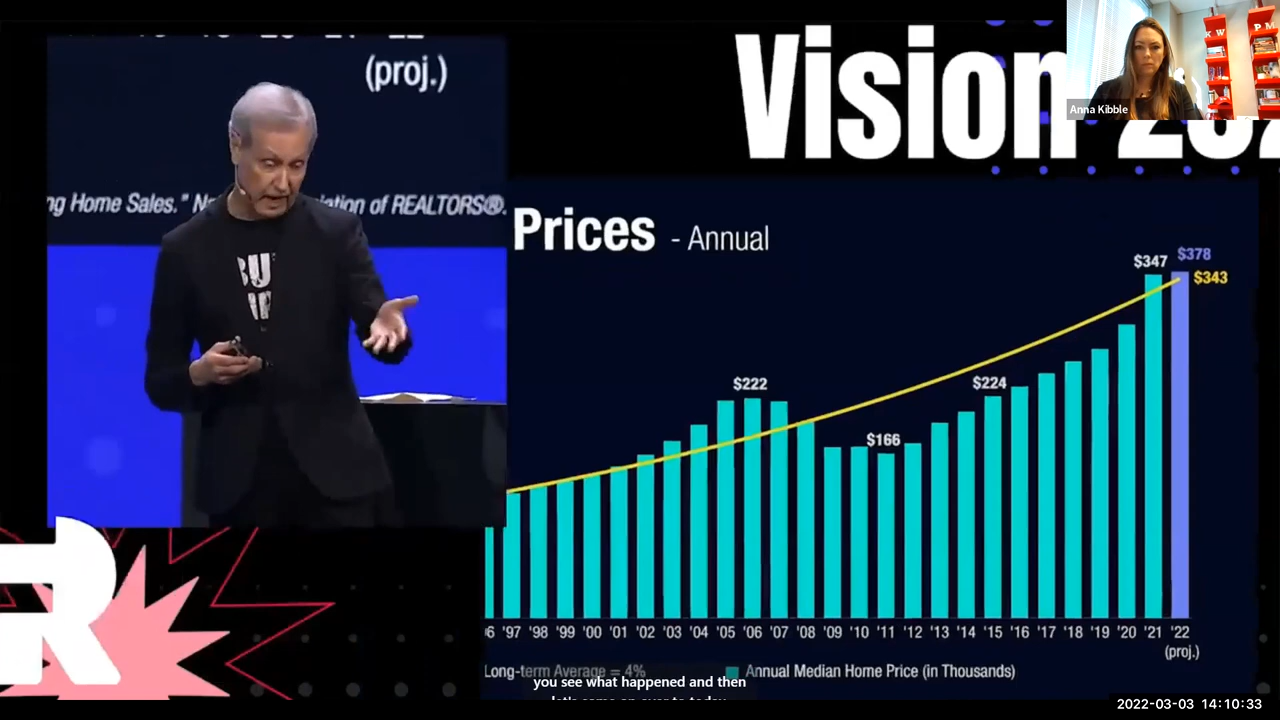 (proj.)
ng Home Sales." N
ation of REALTORS®.
BU
Vision
Anna Kibble
K W
P M
Prices - Annual
$347
$378
$343
$222
$224
$166
'97 '98 '99 '00 '01 '02 '03 '04 '05 '06 '07 '08 '09 '10 '11 '12 '13 '14 '15 '16 '17 '18 '19 '20 '21 '22
(proj.)
Long-term Average = 4%
Annual Median Home Price (in Thousands)
you see what happened and then
R
2022-03-03 14:10:33